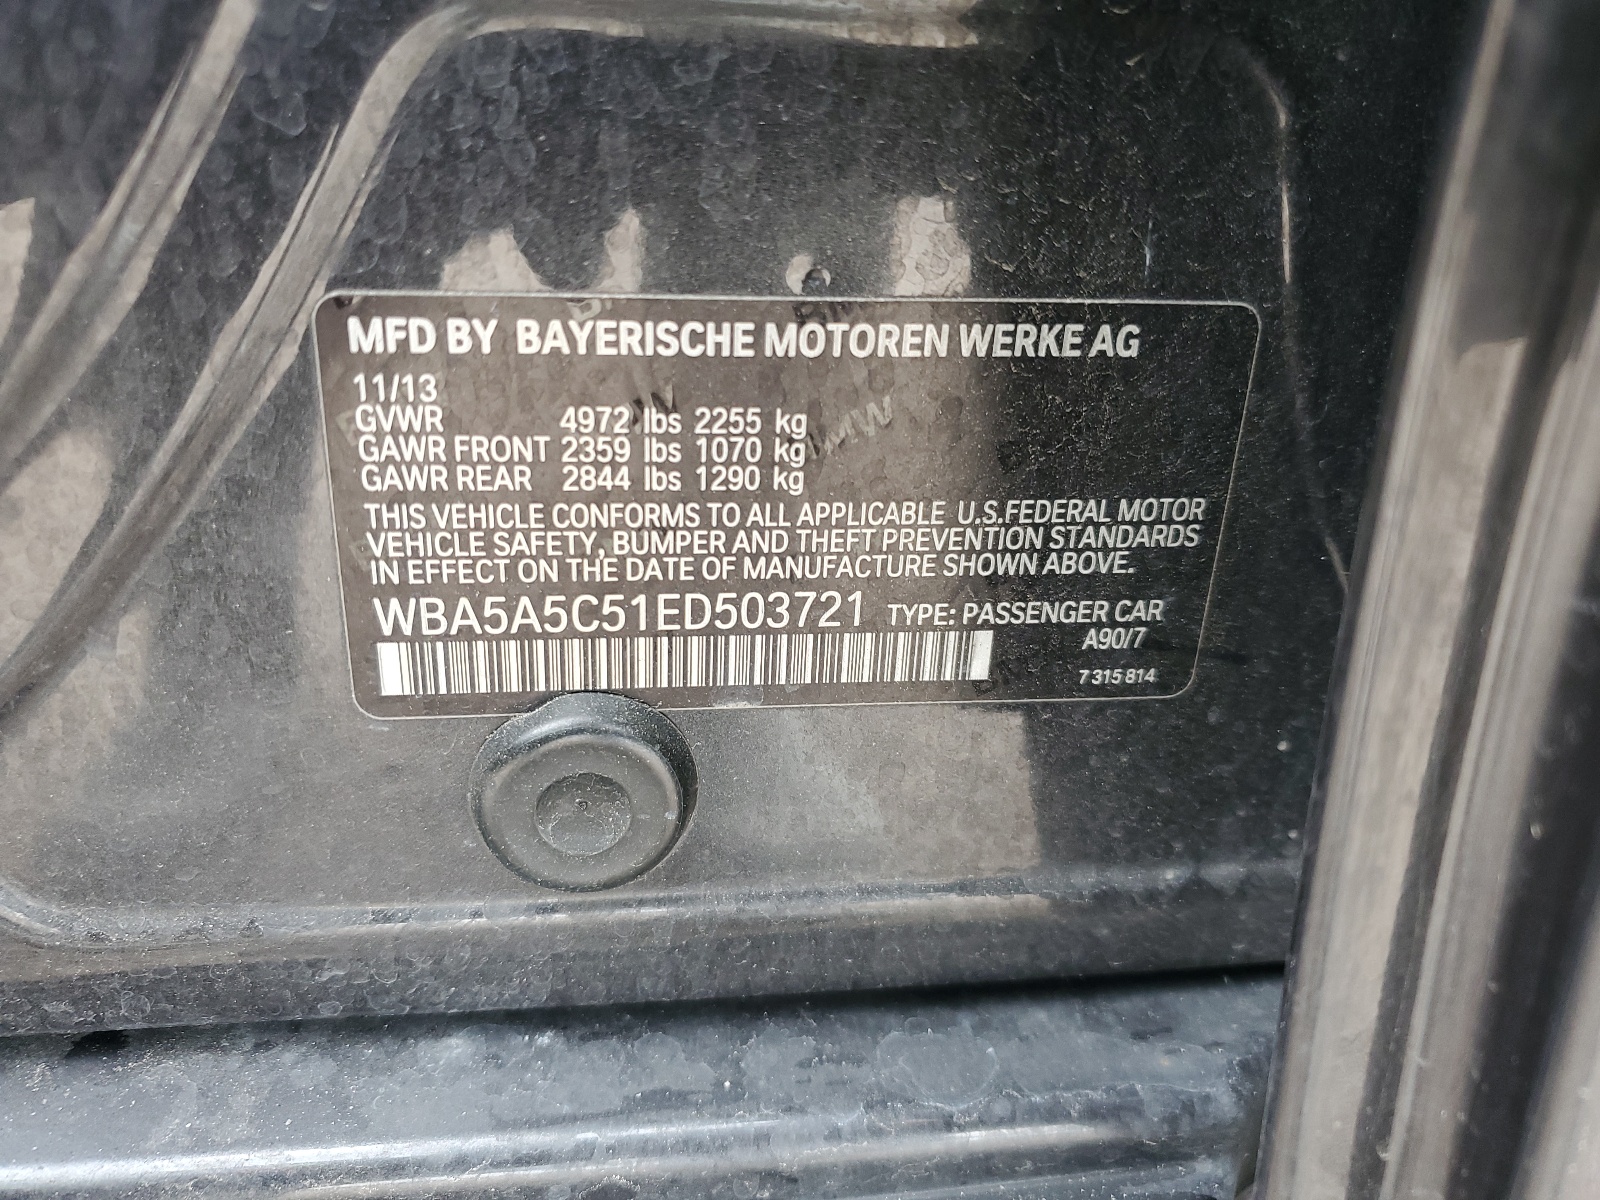 MFD BY BAYERISCHE MOTOREN WERKE AG
11/13
GVWR 4972 lbs 2255 kg
GAWR FRONT 2359 lbs 1070 kg
GAWR REAR 2844 lbs 1290 kg
THIS VEHICLE CONFORMS TO ALL APPLICABLE U.S.FEDERAL MOTOR
VEHICLE SAFETY, BUMPER AND THEFT PREVENTION STANDARDS
IN EFFECT ON THE DATE OF MANUFACTURE SHOWN ABOVE.
WBA5A5C51ED503721 TYPE: PASSENGER CAR
A90/7
7 315 814